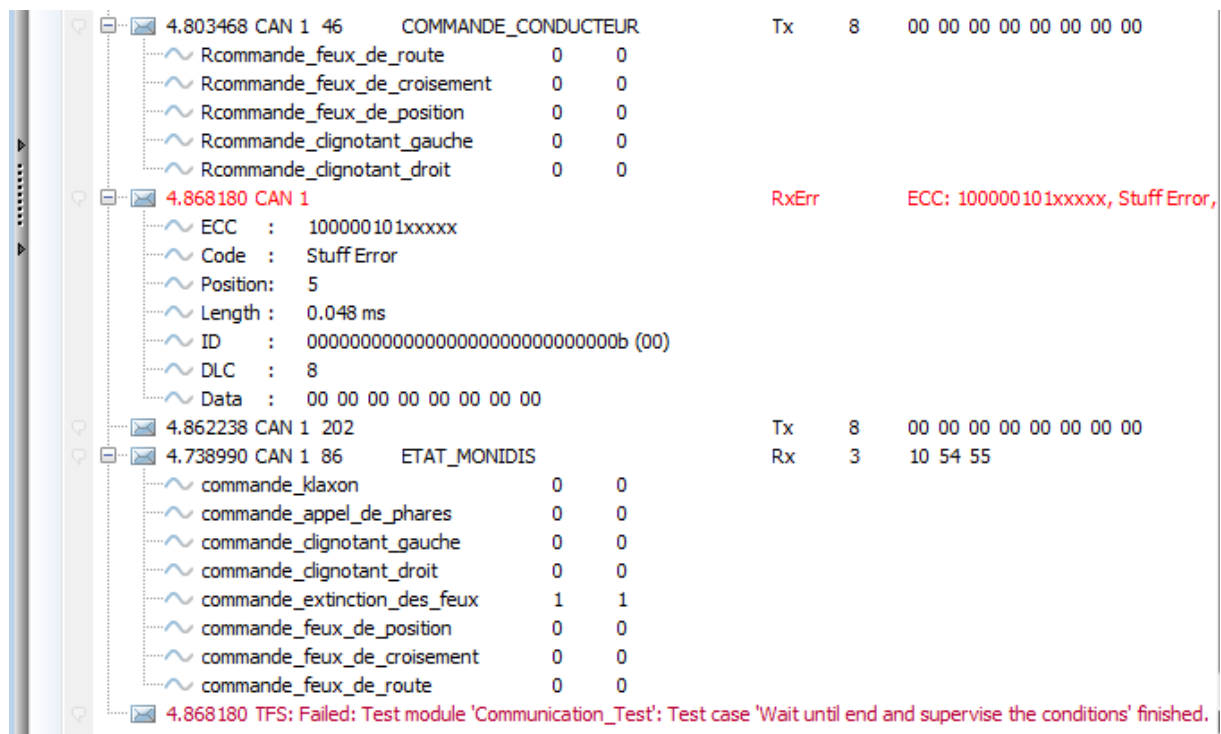 4.803468 CAN 1 46 COMMANDE_CONDUCTEUR Tx 8 00 00 00 00 00 00 00 00
Rcommande_feux_de_route 0 0
Rcommande_feux_de_croisement 0 0
Rcommande_feux_de_position 0 0
Rcommande_clignotant_gauche 0 0
Rcommande_clignotant_droit 0 0
4.868180 CAN 1 RxErr ECC: 100000101xxxxx, Stuff Error,
ECC : 100000101xxxxx
Code : Stuff Error
Position: 5
Length : 0.048 ms
ID : 00000000000000000000000000000b (00)
DLC : 8
Data : 00 00 00 00 00 00 00 00
4.862238 CAN 1 202 Tx 8 00 00 00 00 00 00 00 00
4.738990 CAN 1 86 ETAT_MONIDIS Rx 3 10 54 55
commande_klaxon 0 0
commande_appel_de_phares 0 0
commande_clignotant_gauche 0 0
commande_clignotant_droit 0 0
commande_extinction_des_feux 1 1
commande_feux_de_position 0 0
commande_feux_de_croisement 0 0
commande_feux_de_route 0 0
4.868180 TFS: Failed: Test module 'Communication_Test': Test case 'Wait until end and supervise the conditions' finished.